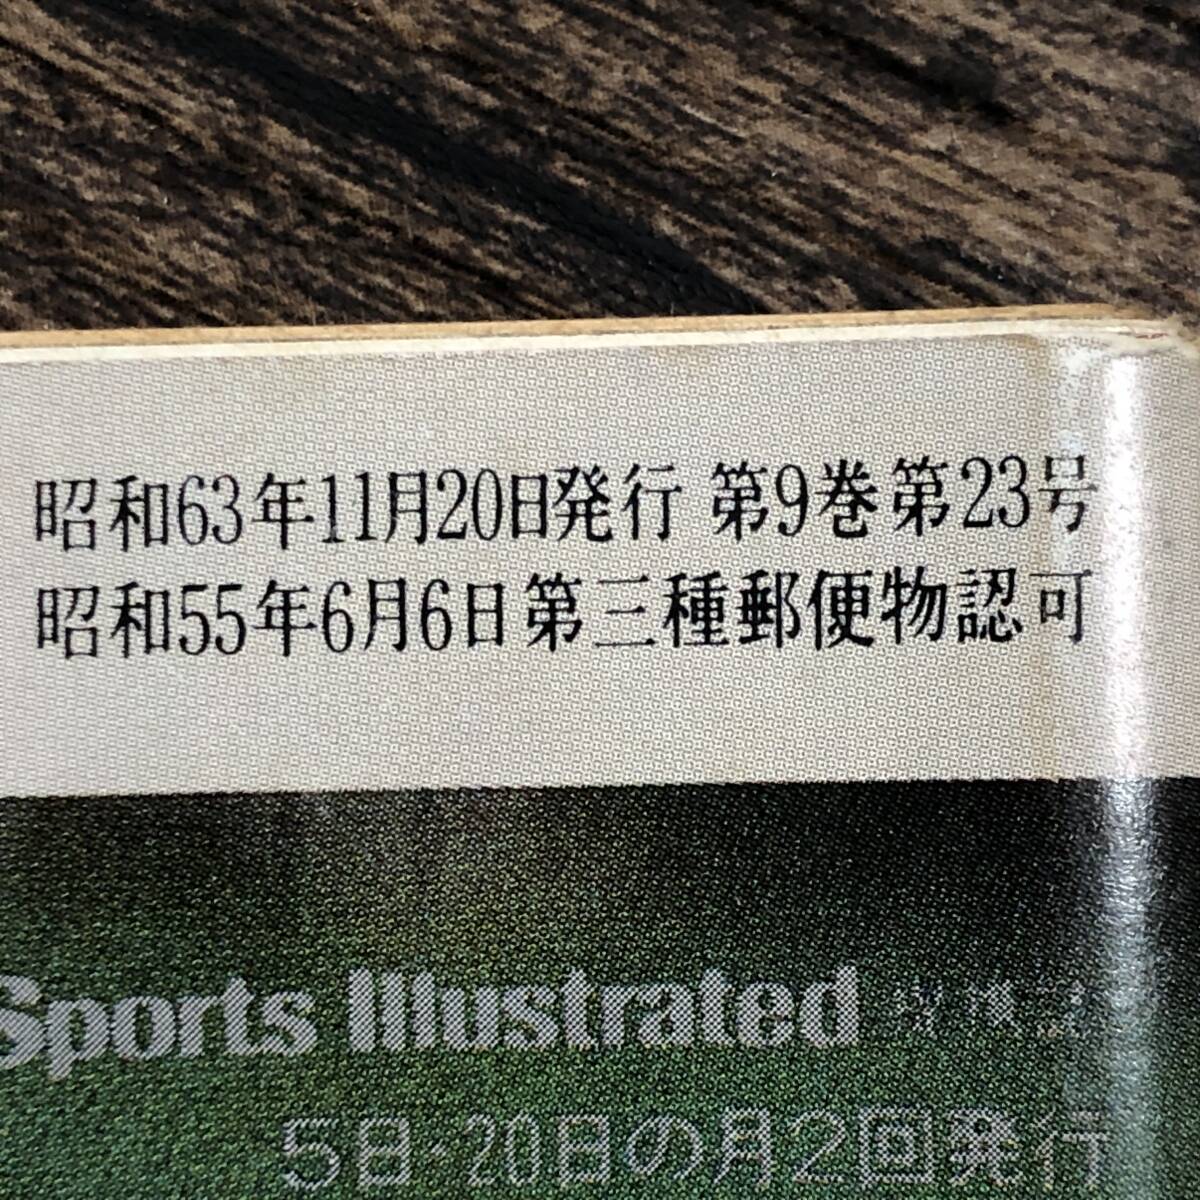 昭和63年11月20日発行 第9巻第23号
昭和55年6月6日第三種郵便物認可
Sports Illustrated
5日·20日の月2回発行